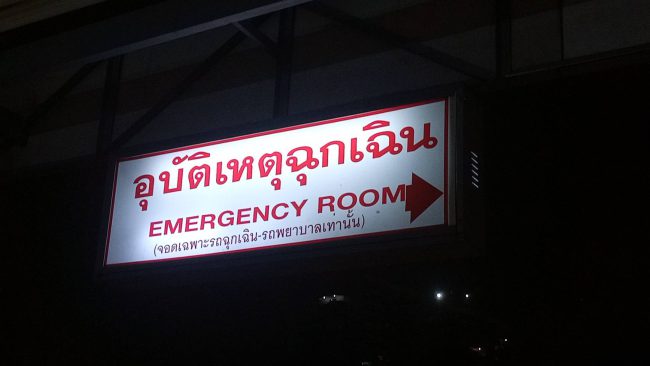 อุบัติเหตุฉุกเฉิน
EMERGENCY ROOM
(จอดเฉพาะรถฉุกเฉิน-รถพยาบาลเท่านั้น)